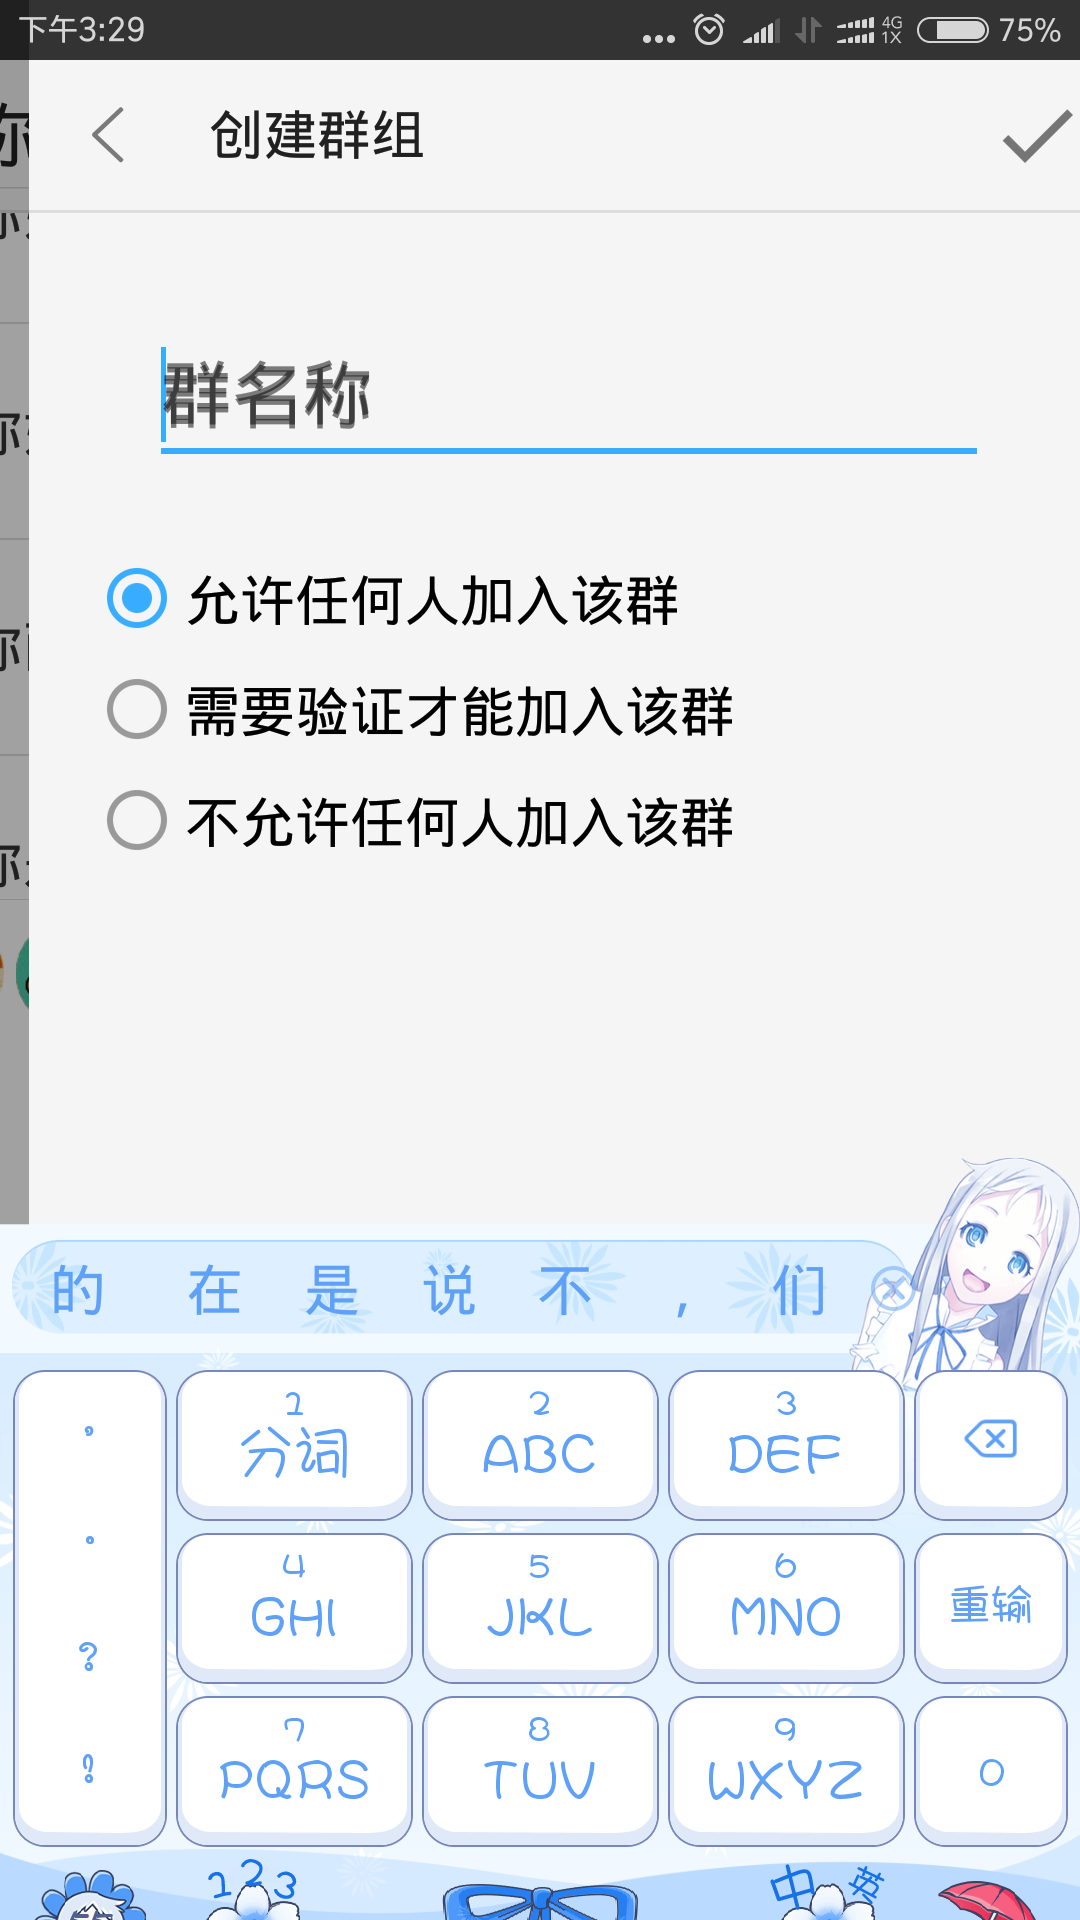 下午3:29
4G
1X
75%
创建群组
群名称
允许任何人加入该群
需要验证才能加入该群
不允许任何人加入该群
的 在 是 说 不 , 们
，
1
分词
2
ABC
3
DEF
。
4
GHI
5
JKL
6
MNO
重输
?
7
PQRS
8
TUV
9
WXYZ
0
!
123
中 英